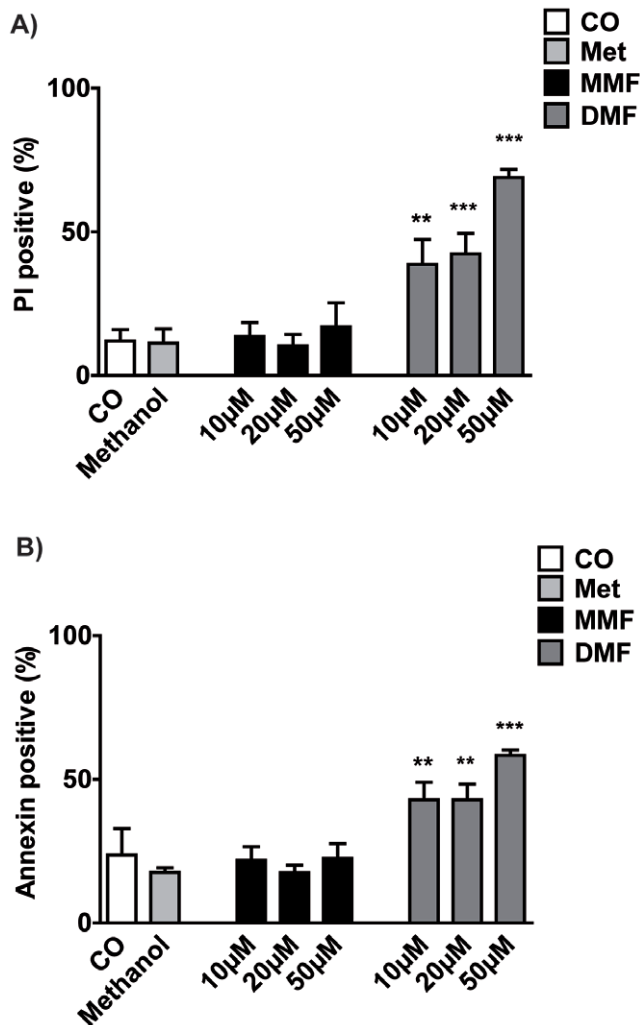 A)
CO
Met
MMF
DMF
PI positive (%)
100
50
0
** *** ***
CO Methanol 10µM 20µM 50µM 10µM 20µM 50µM
B)
CO
Met
MMF
DMF
Annexin positive (%)
100
50
0
** ** ***
CO Methanol 10µM 20µM 50µM 10µM 20µM 50µM